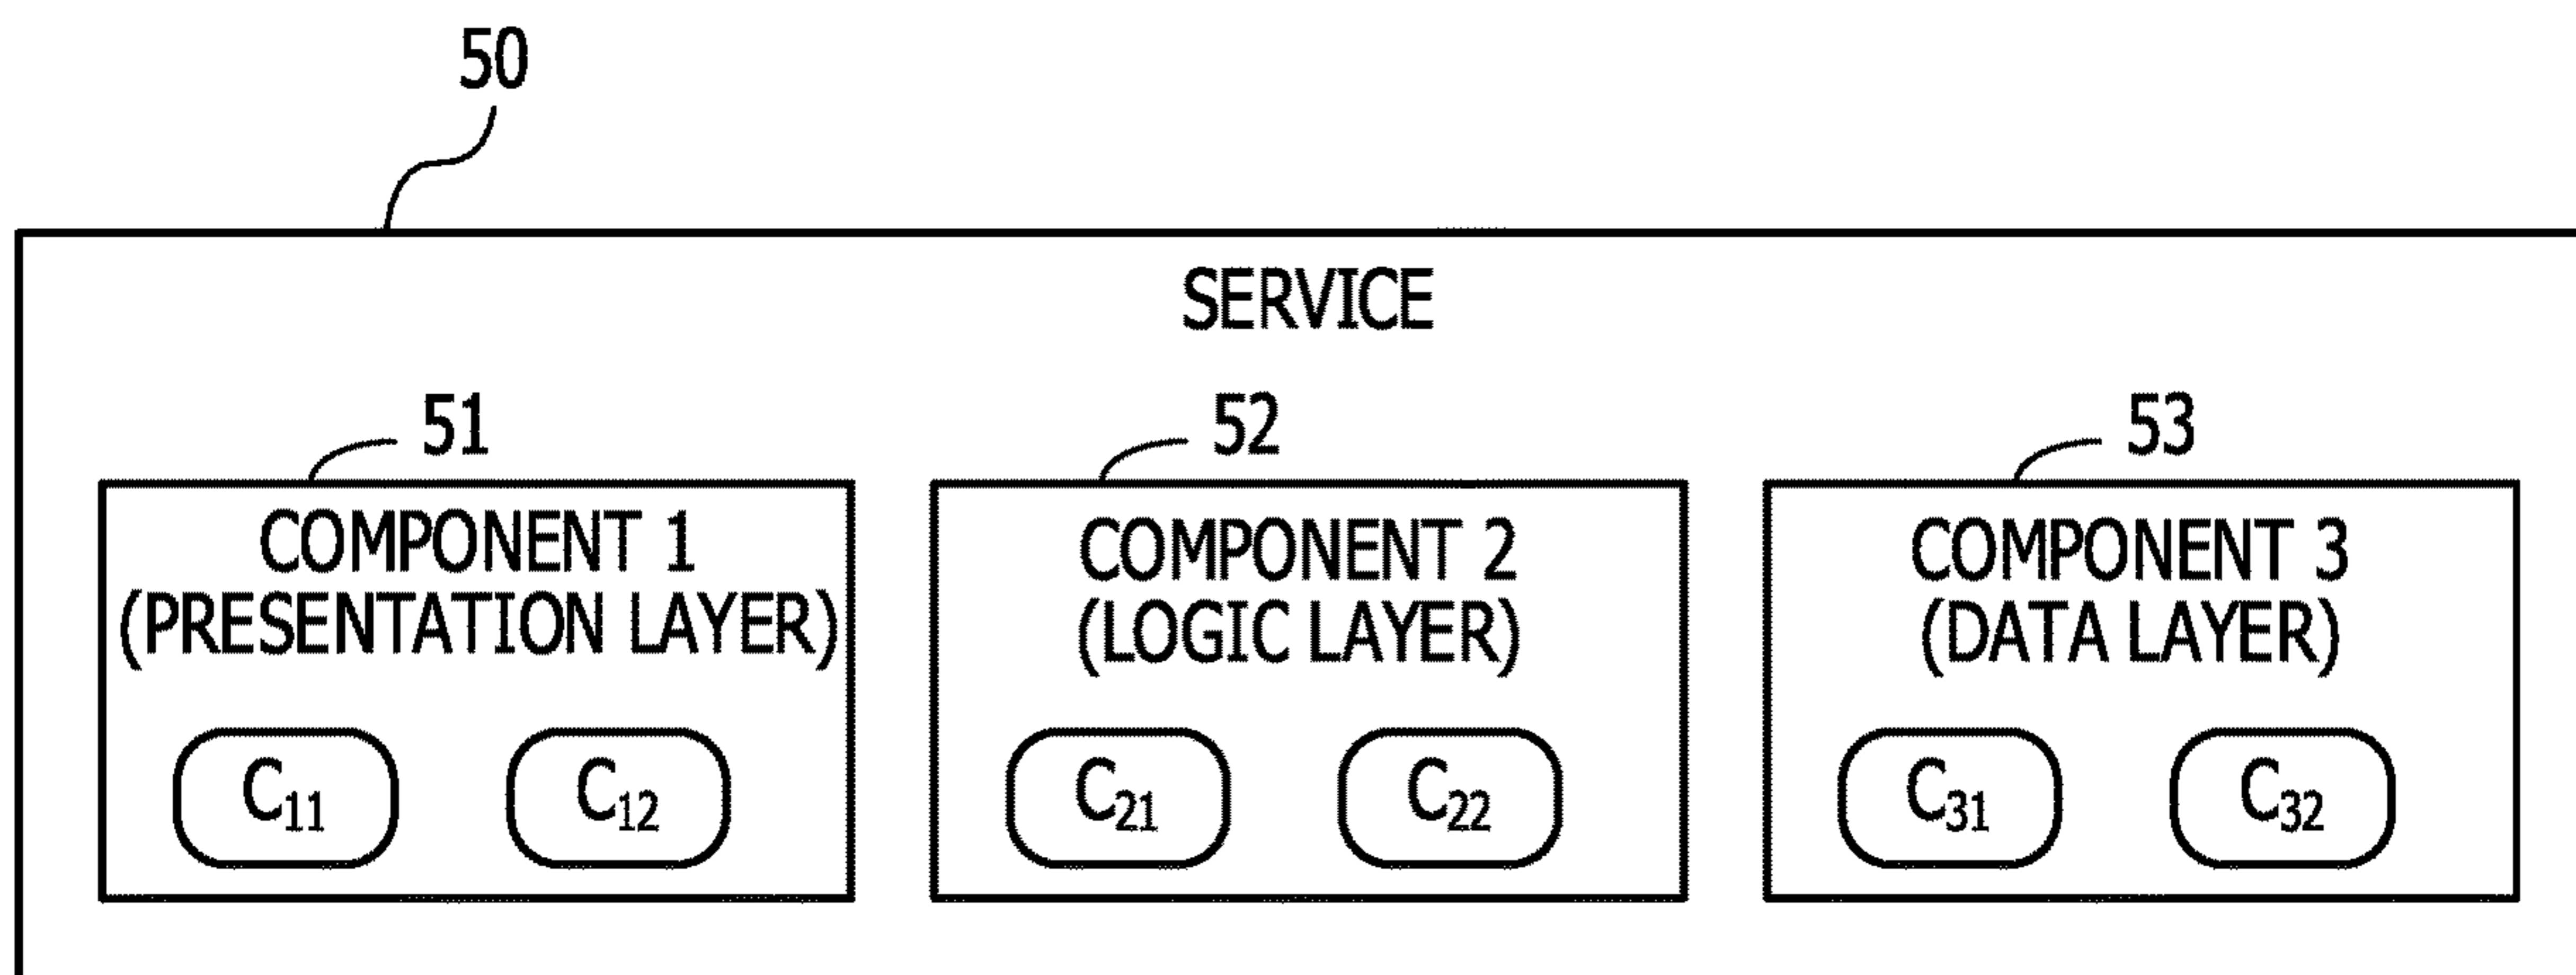 50
SERVICE
51
52
53
COMPONENT 1
(PRESENTATION LAYER)
COMPONENT 2
(LOGIC LAYER)
COMPONENT 3
(DATA LAYER)
C₁₁
C₁₂
C₂₁
C₂₂
C₃₁
C₃₂